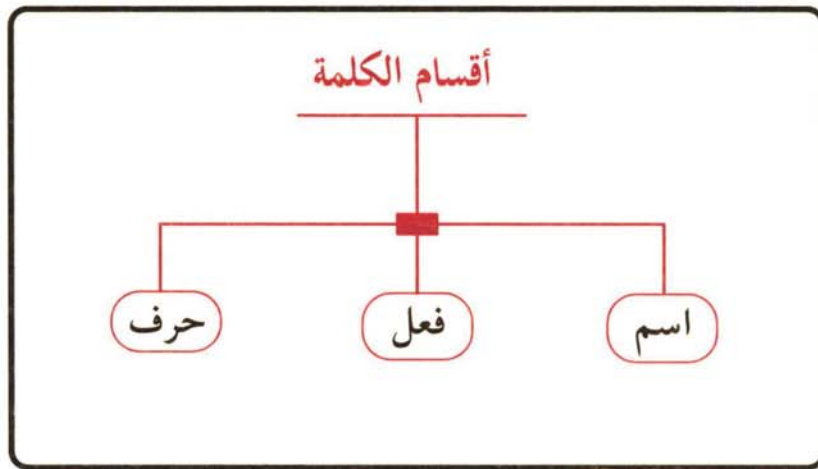 أقسام الكلمة
اسم
فعل
حرف